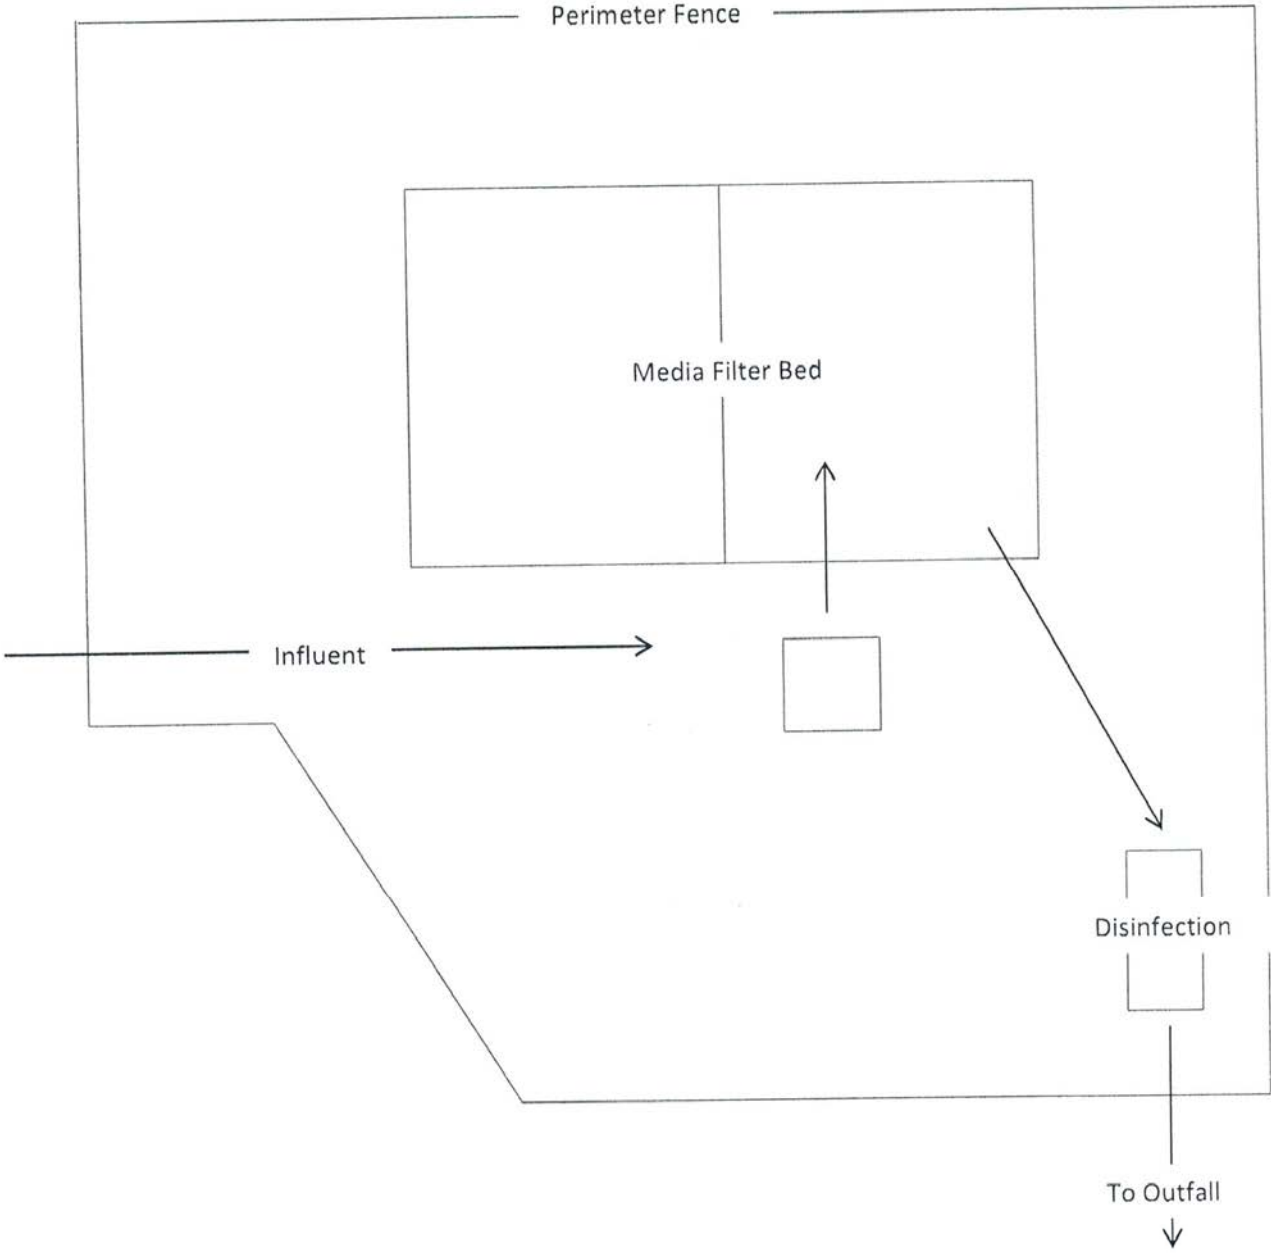 Perimeter Fence
Media Filter Bed
Influent
Disinfection
To Outfall